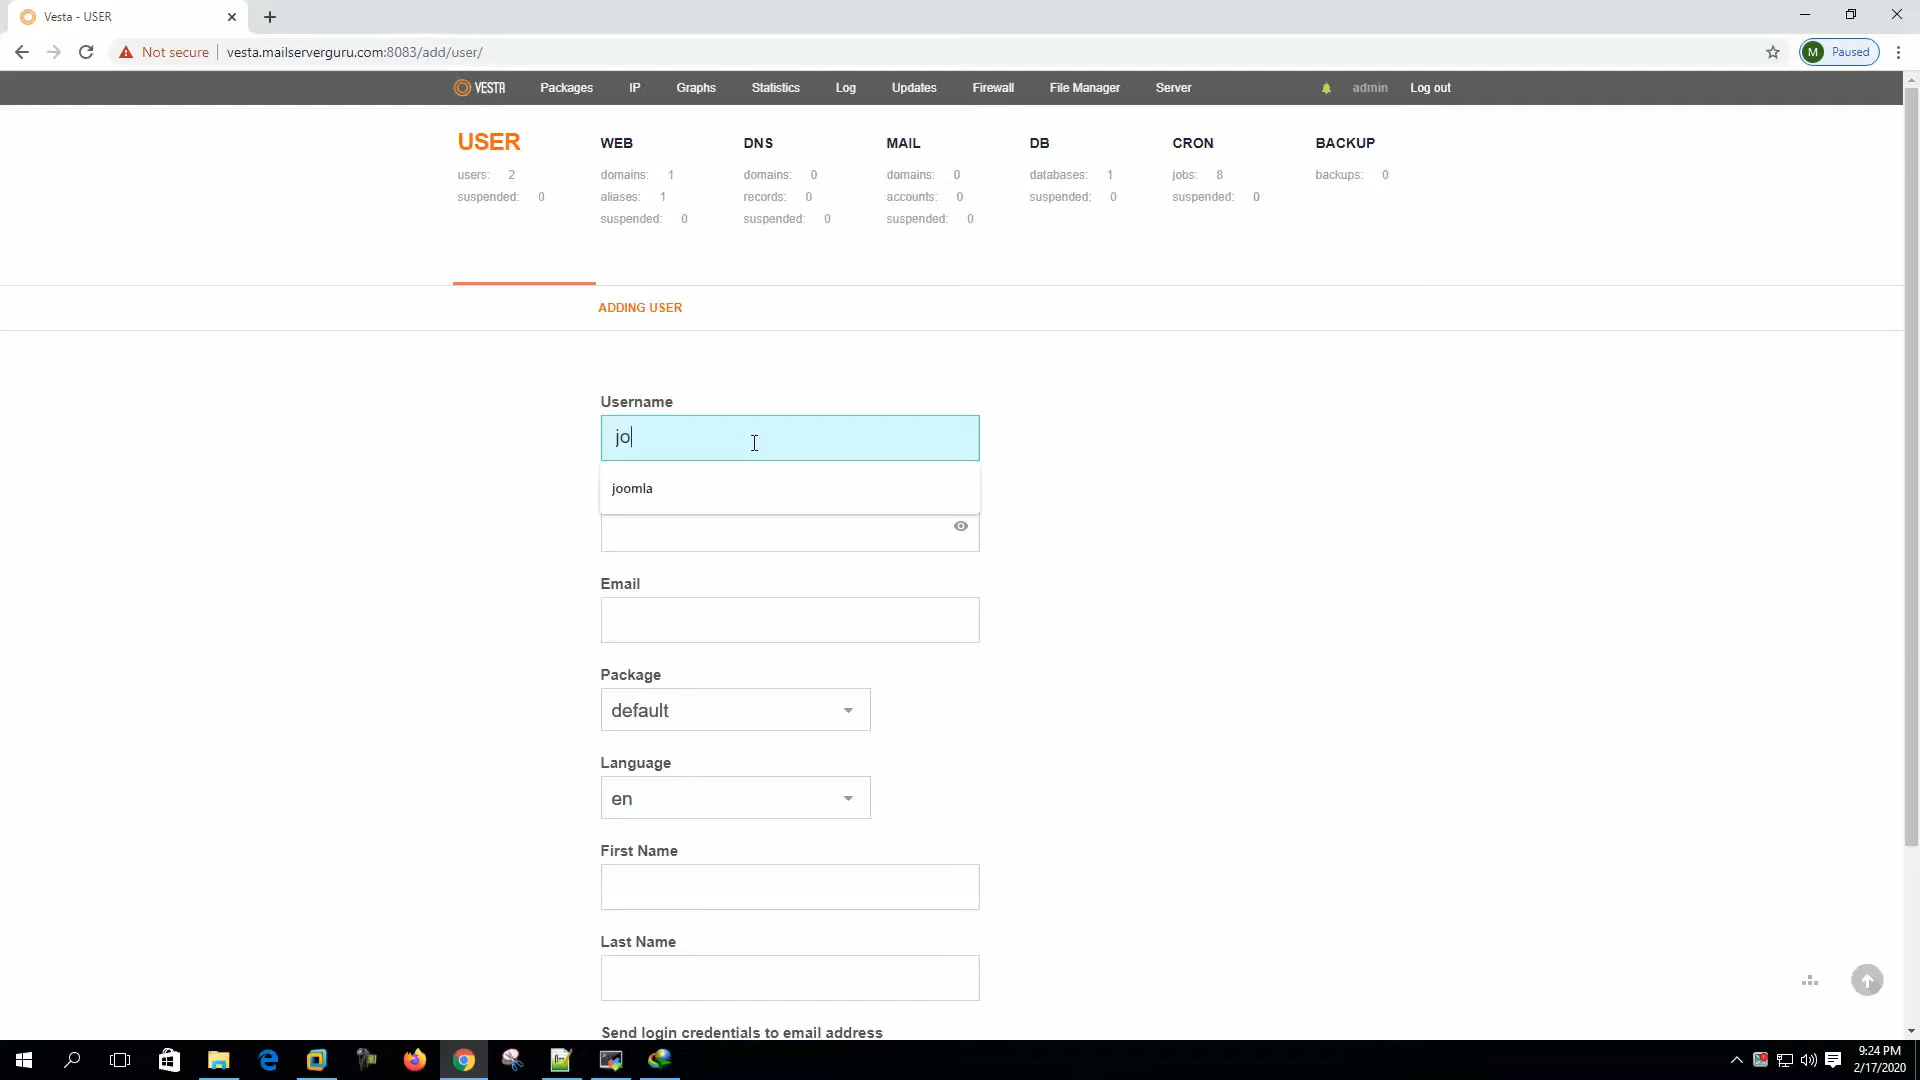 Vesta - USER
Not secure vesta.mailserverguru.com:8083/add/user/ M Paused
VESTA Packages IP Graphs Statistics Log Updates Firewall File Manager Server admin Log out
USER WEB DNS MAIL DB CRON BACKUP
users: 2 domains: 1 domains: 0 domains: 0 databases: 1 jobs: 8 backups: 0
suspended: 0 aliases: 1 records: 0 accounts: 0 suspended: 0 suspended: 0
suspended: 0 suspended: 0 suspended: 0
ADDING USER
Username
jo
joomla
Email
Package
default
Language
en
First Name
Last Name
Send login credentials to email address
9:24 PM
2/17/2020